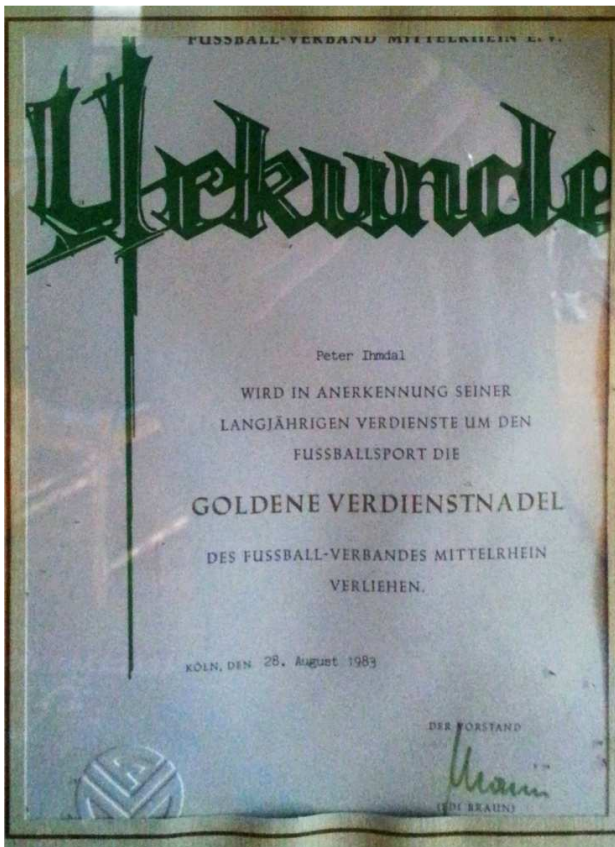 FUSSBALL-VERBAND MITTELRHEIN E. V.
Urkunde
Peter Ihmdal
WIRD IN ANERKENNUNG SEINER
LANGJÄHRIGEN VERDIENSTE UM DEN
FUSSBALLSPORT DIE
GOLDENE VERDIENSTNADEL
DES FUSSBALL-VERBANDES MITTELRHEIN
VERLIEHEN.
KÖLN, DEN 28. August 1983
DER VORSTAND
Braun
BRAUN)